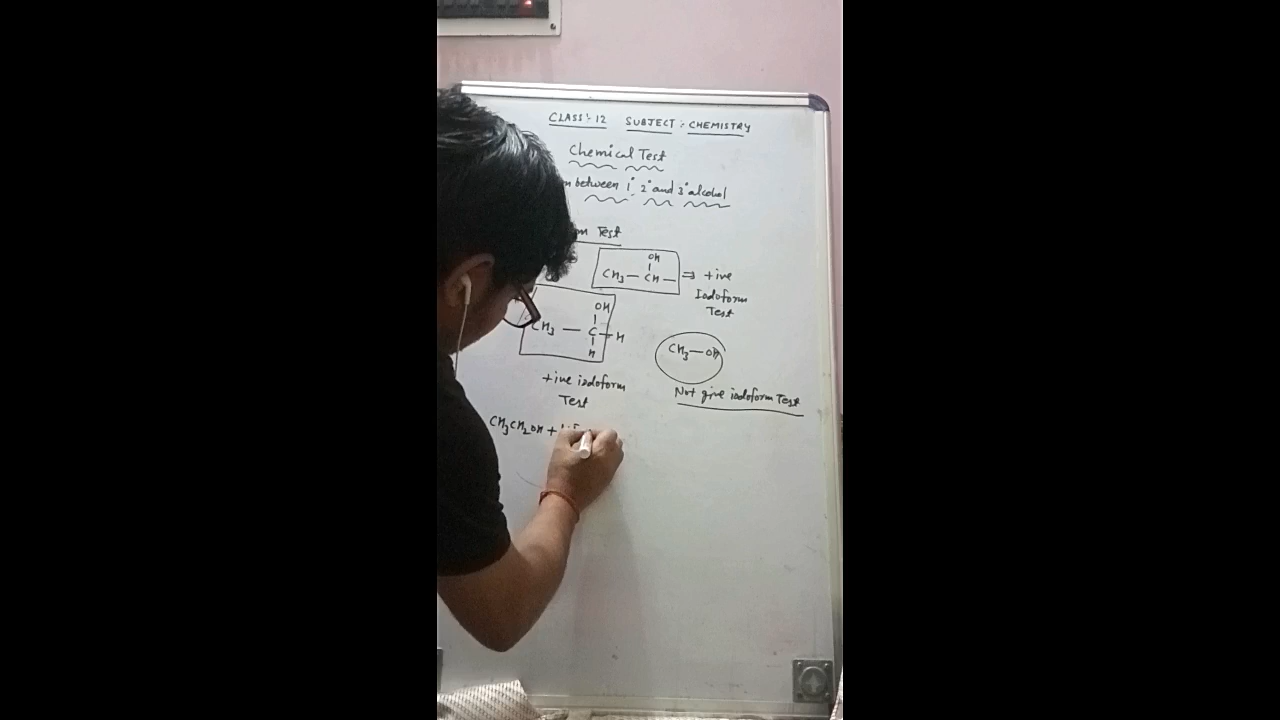 CLASS:- 12 SUBJECT:- CHEMISTRY
Chemical Test
between 1° 2° and 3° alcohol
Test
OH
CH3 — CH — ⇒ +ive
Iodoform
Test
OH
CH3 — C — H
H
CH3 — OH
+ive iodoform
Test
Not give iodoform Test
CH3CH2OH +